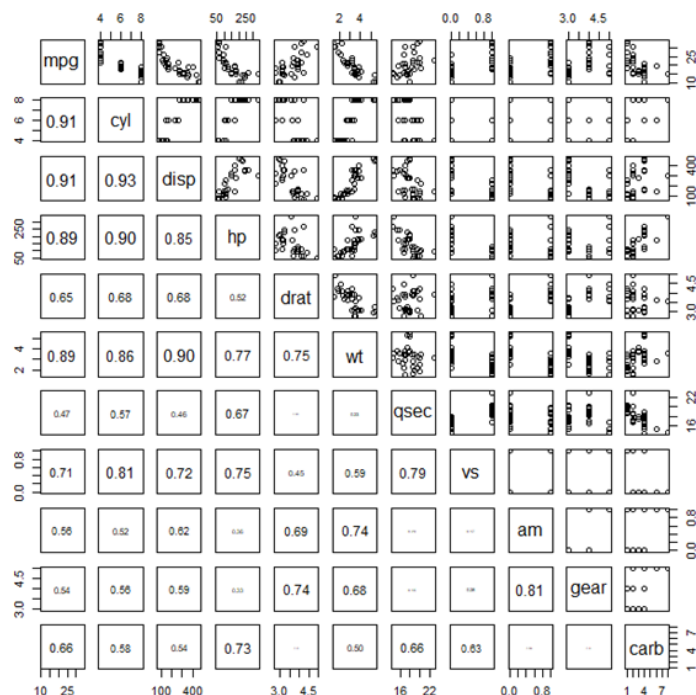 4 6 8 50 250 2 4 0.0 0.8 3.0 4.5
mpg 10 25
4 6 8 0.91 cyl
0.91 0.93 disp 100 400
50 250 0.89 0.90 0.85 hp
0.65 0.68 0.68 0.52 drat 3.0 4.5
2 4 0.89 0.86 0.90 0.77 0.75 wt
0.47 0.57 0.46 0.67 qsec 16 22
0.0 0.8 0.71 0.81 0.72 0.75 0.45 0.59 0.79 vs
0.56 0.52 0.62 0.36 0.69 0.74 am 0.0 0.8
3.0 4.5 0.54 0.56 0.59 0.33 0.74 0.68 0.81 gear
0.66 0.58 0.54 0.73 0.50 0.66 0.63 carb 1 4 7
10 25 100 400 3.0 4.5 16 22 0.0 0.8 1 4 7